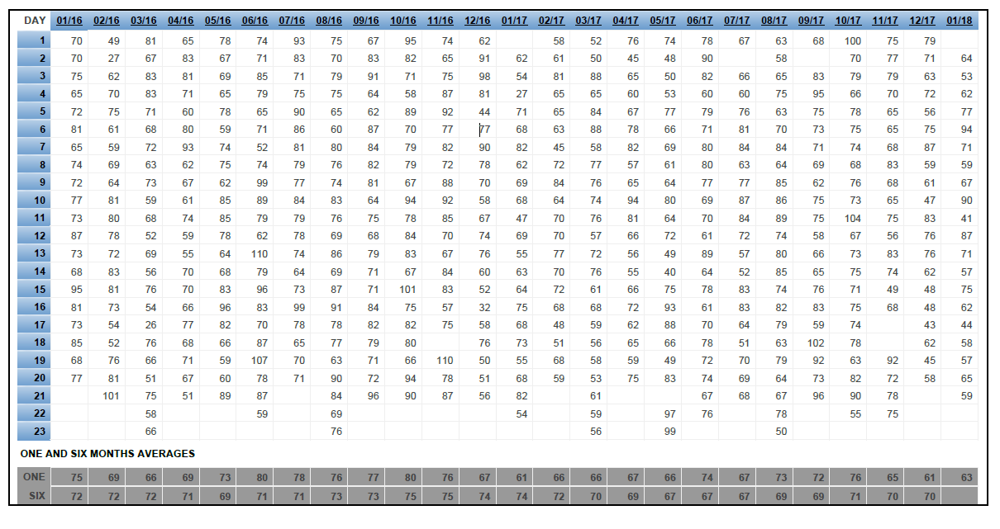 DAY 01/16 02/16 03/16 04/16 05/16 06/16 07/16 08/16 09/16 10/16 11/16 12/16 01/17 02/17 03/17 04/17 05/17 06/17 07/17 08/17 09/17 10/17 11/17 12/17 01/18
1 70 49 81 65 78 74 93 75 67 95 74 62 58 52 76 74 78 67 63 68 100 75 79
2 70 27 67 83 67 71 83 70 83 82 65 91 62 61 50 45 48 90 58 70 77 71 64
3 75 62 83 81 69 85 71 79 91 71 75 98 54 81 88 65 50 82 66 65 83 79 79 63 53
4 65 70 83 71 65 79 75 75 64 58 87 81 27 65 65 60 53 60 60 75 95 66 70 72 62
5 72 75 71 60 78 65 90 65 62 89 92 44 71 65 84 67 77 79 76 63 75 78 65 56 77
6 81 61 68 80 59 71 86 60 87 70 77 77 68 63 88 78 66 71 81 70 73 75 65 75 94
7 65 59 72 93 74 52 81 80 84 79 82 90 82 45 58 82 69 80 84 84 71 74 68 87 71
8 74 69 63 62 75 74 79 76 82 79 72 78 62 72 77 57 61 80 63 64 69 68 83 59 59
9 72 64 73 67 62 99 77 74 81 67 88 70 69 84 76 65 64 77 77 85 62 76 68 61 67
10 77 81 59 61 85 89 84 83 64 94 92 58 68 64 74 94 80 69 87 86 75 73 65 47 90
11 73 80 68 74 85 79 79 76 75 78 85 67 47 70 76 81 64 70 84 89 75 104 75 83 41
12 87 78 52 59 78 62 78 69 68 84 70 74 69 70 57 66 72 61 72 74 58 67 56 76 87
13 73 72 69 55 64 110 74 86 79 83 67 76 55 77 72 56 49 89 57 80 66 73 83 76 71
14 68 83 56 70 68 79 64 69 71 67 84 60 63 70 76 55 40 64 52 85 65 75 74 62 57
15 95 81 76 70 83 96 73 87 71 101 83 52 64 72 61 66 75 78 83 74 76 71 49 48 75
16 81 73 54 66 96 83 99 91 84 75 57 32 75 68 68 72 93 61 83 82 83 75 68 48 62
17 73 54 26 77 82 70 78 78 82 82 75 58 68 48 59 62 88 70 64 79 59 74 43 44
18 85 52 76 68 66 87 65 77 79 80 76 73 51 56 65 66 78 51 63 102 78 62 58
19 68 76 66 71 59 107 70 63 71 66 110 50 55 68 58 59 49 72 70 79 92 63 92 45 57
20 77 81 51 67 60 78 71 90 72 94 78 51 68 59 53 75 83 74 69 64 73 82 72 58 65
21 101 75 51 89 87 84 96 90 87 56 82 61 67 68 67 96 90 78 59
22 58 59 69 54 59 97 76 78 55 75
23 66 76 56 99 50
ONE AND SIX MONTHS AVERAGES
ONE 75 69 66 69 73 80 78 76 77 80 76 67 61 66 66 67 66 74 67 73 72 76 65 61 63
SIX 72 72 72 71 69 71 71 73 73 75 75 74 74 72 70 69 67 67 67 69 69 71 70 70